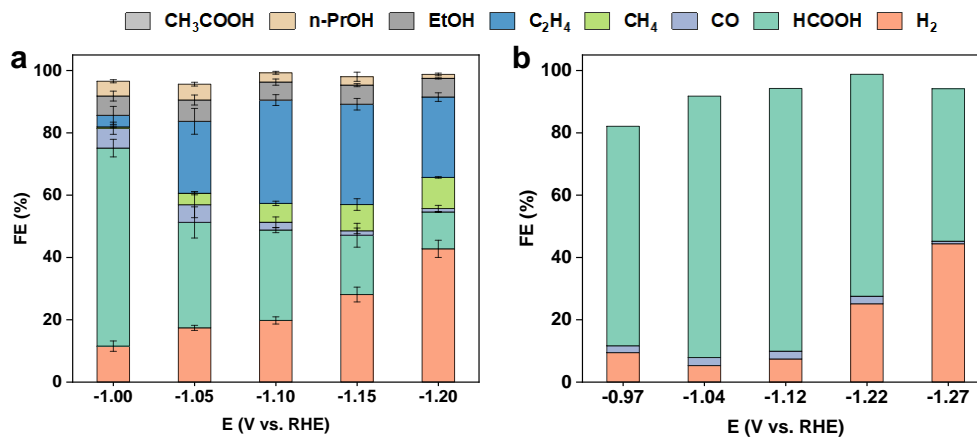 CH₃COOH n-PrOH EtOH C₂H₄ CH₄ CO HCOOH H₂
a
100
80
60
40
20
0
FE (%)
-1.00 -1.05 -1.10 -1.15 -1.20
E (V vs. RHE)
b
100
80
60
40
20
0
FE (%)
-0.97 -1.04 -1.12 -1.22 -1.27
E (V vs. RHE)